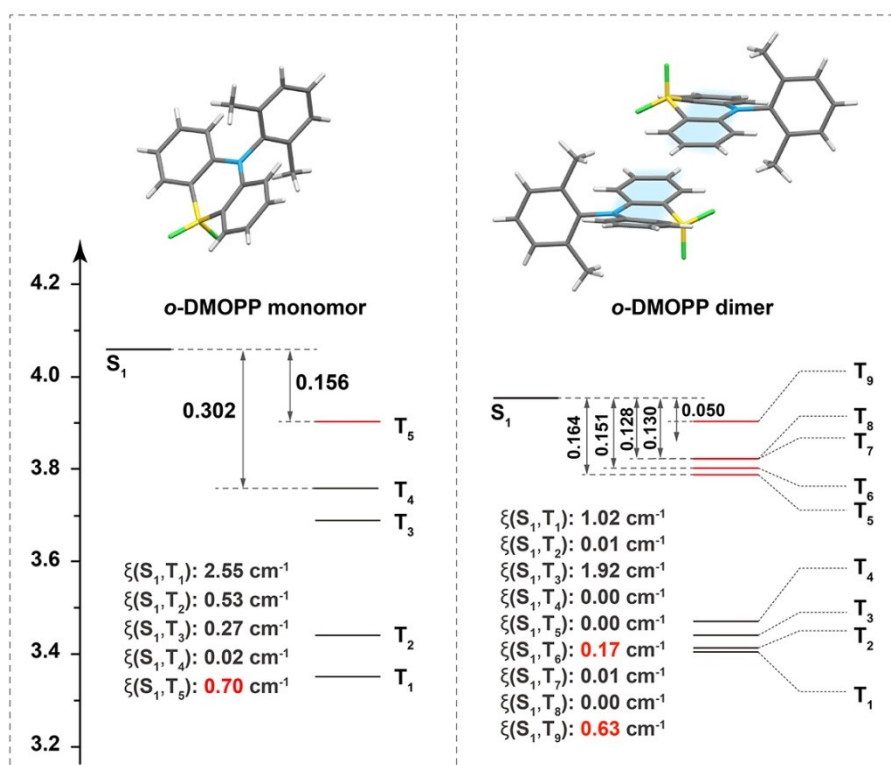 4.2
4.0
3.8
3.6
3.4
3.2
o-DMOPP monomor
S₁
0.302
0.156
T₅
T₄
T₃
T₂
T₁
ξ(S₁,T₁): 2.55 cm⁻¹
ξ(S₁,T₂): 0.53 cm⁻¹
ξ(S₁,T₃): 0.27 cm⁻¹
ξ(S₁,T₄): 0.02 cm⁻¹
ξ(S₁,T₅): 0.70 cm⁻¹
o-DMOPP dimer
S₁
0.164
0.151
0.128
0.130
0.050
T₉
T₈
T₇
T₆
T₅
T₄
T₃
T₂
T₁
ξ(S₁,T₁): 1.02 cm⁻¹
ξ(S₁,T₂): 0.01 cm⁻¹
ξ(S₁,T₃): 1.92 cm⁻¹
ξ(S₁,T₄): 0.00 cm⁻¹
ξ(S₁,T₅): 0.00 cm⁻¹
ξ(S₁,T₆): 0.17 cm⁻¹
ξ(S₁,T₇): 0.01 cm⁻¹
ξ(S₁,T₈): 0.00 cm⁻¹
ξ(S₁,T₉): 0.63 cm⁻¹